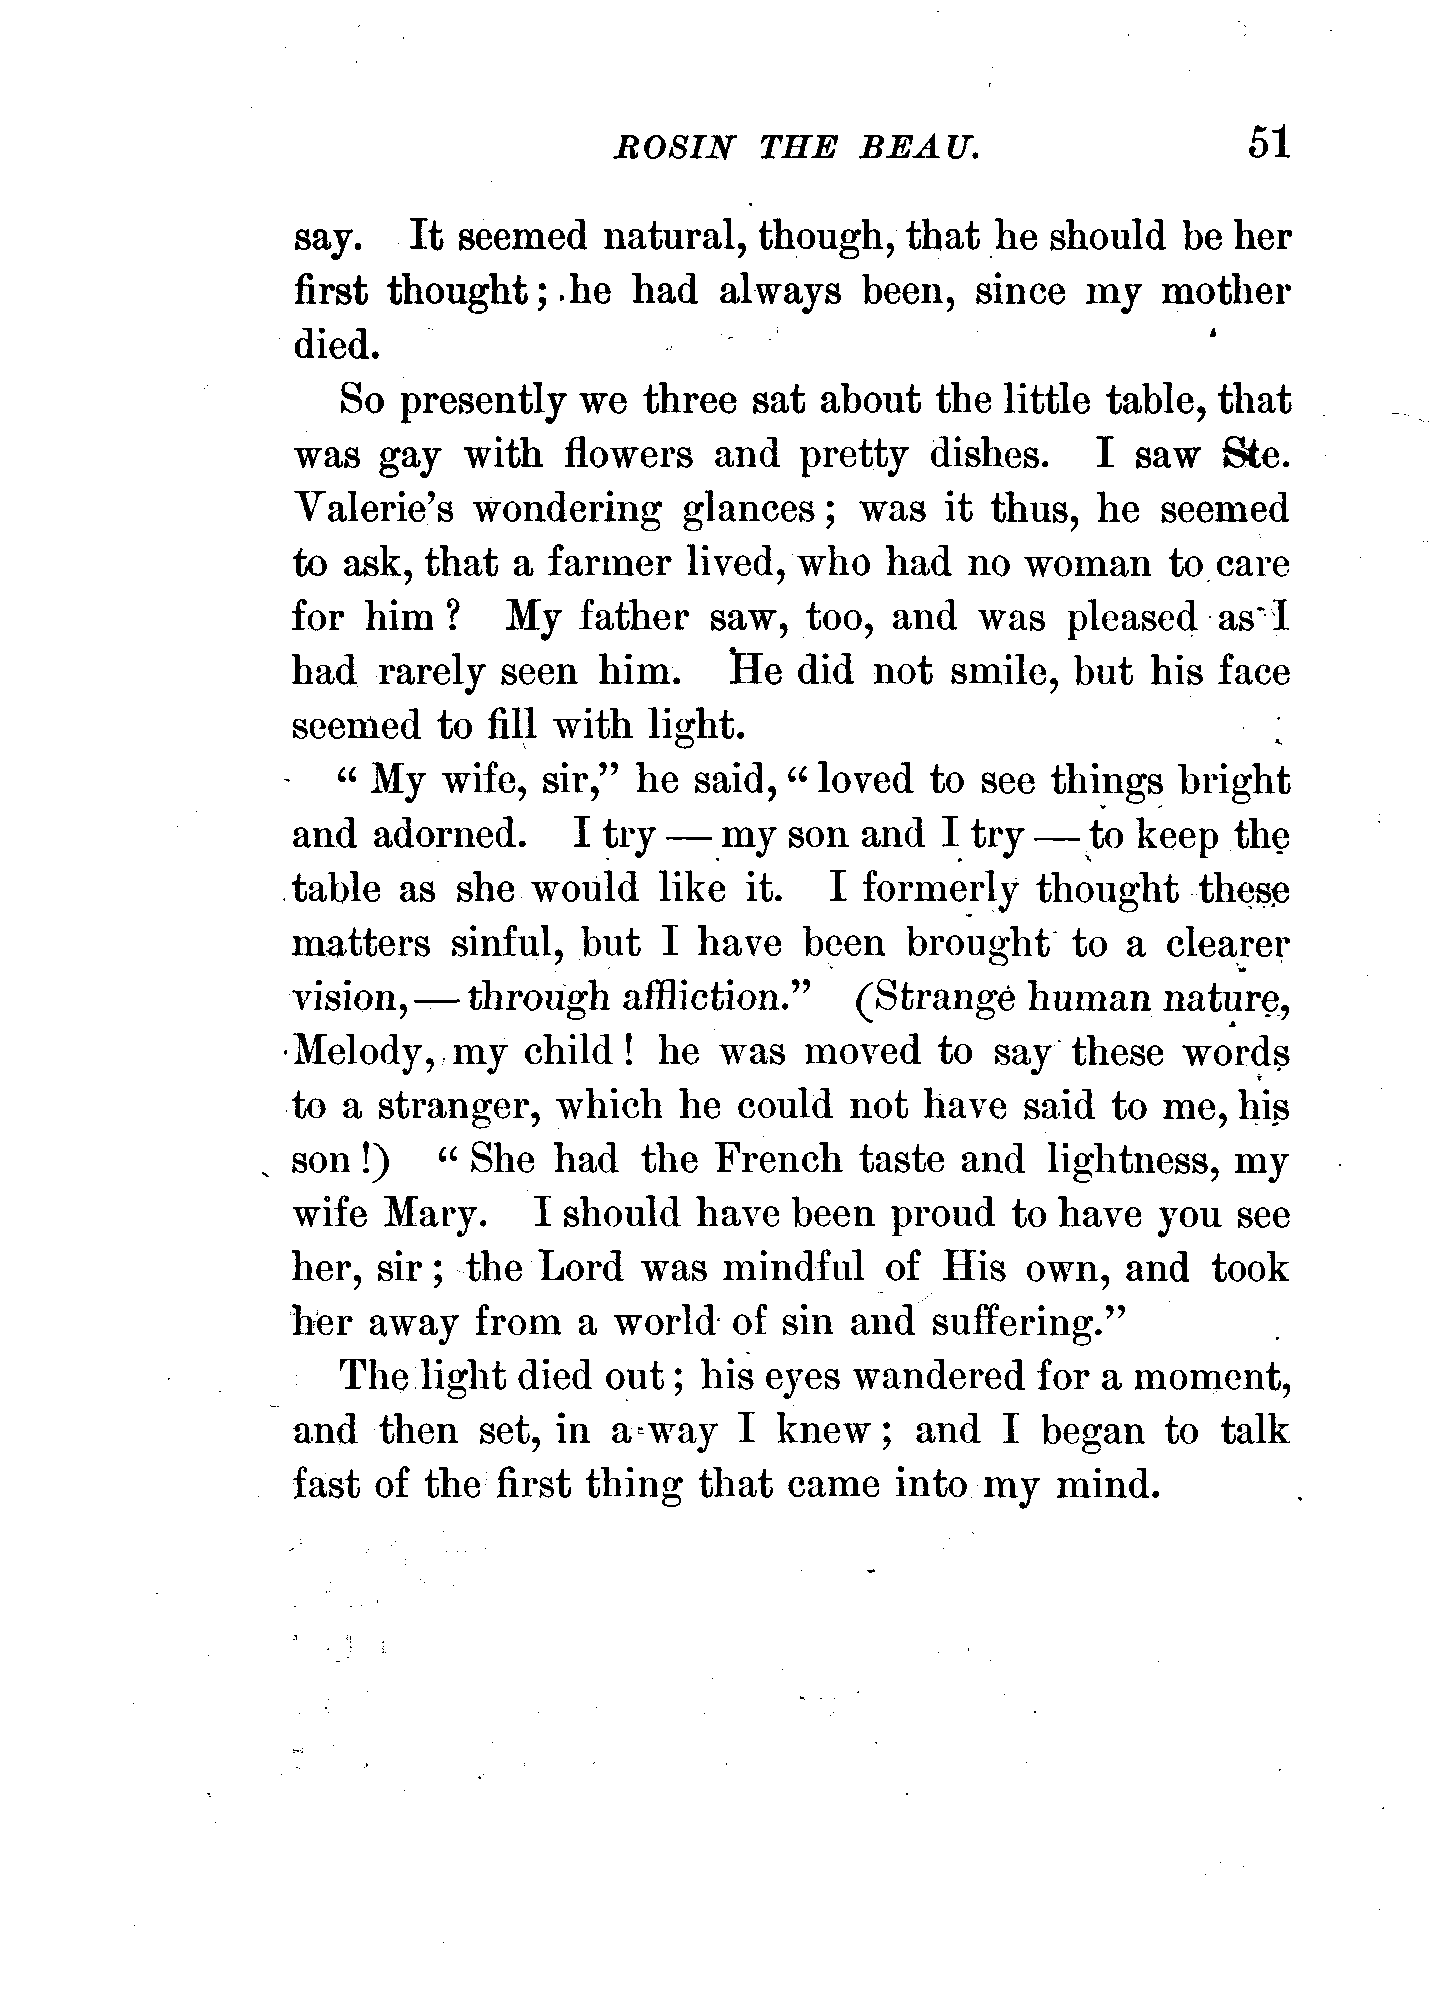 ROSIN THE BEAU. 51
say. It seemed natural, though, that he should be her
first thought; he had always been, since my mother
died.
So presently we three sat about the little table, that
was gay with flowers and pretty dishes. I saw Ste.
Valerie's wondering glances; was it thus, he seemed
to ask, that a farmer lived, who had no woman to care
for him? My father saw, too, and was pleased as I
had rarely seen him. He did not smile, but his face
seemed to fill with light.
"My wife, sir," he said, "loved to see things bright
and adorned. I try — my son and I try — to keep the
table as she would like it. I formerly thought these
matters sinful, but I have been brought to a clearer
vision, — through affliction." (Strange human nature,
Melody, my child! he was moved to say these words
to a stranger, which he could not have said to me, his
son!) "She had the French taste and lightness, my
wife Mary. I should have been proud to have you see
her, sir; the Lord was mindful of His own, and took
her away from a world of sin and suffering."
The light died out; his eyes wandered for a moment,
and then set, in a way I knew; and I began to talk
fast of the first thing that came into my mind.